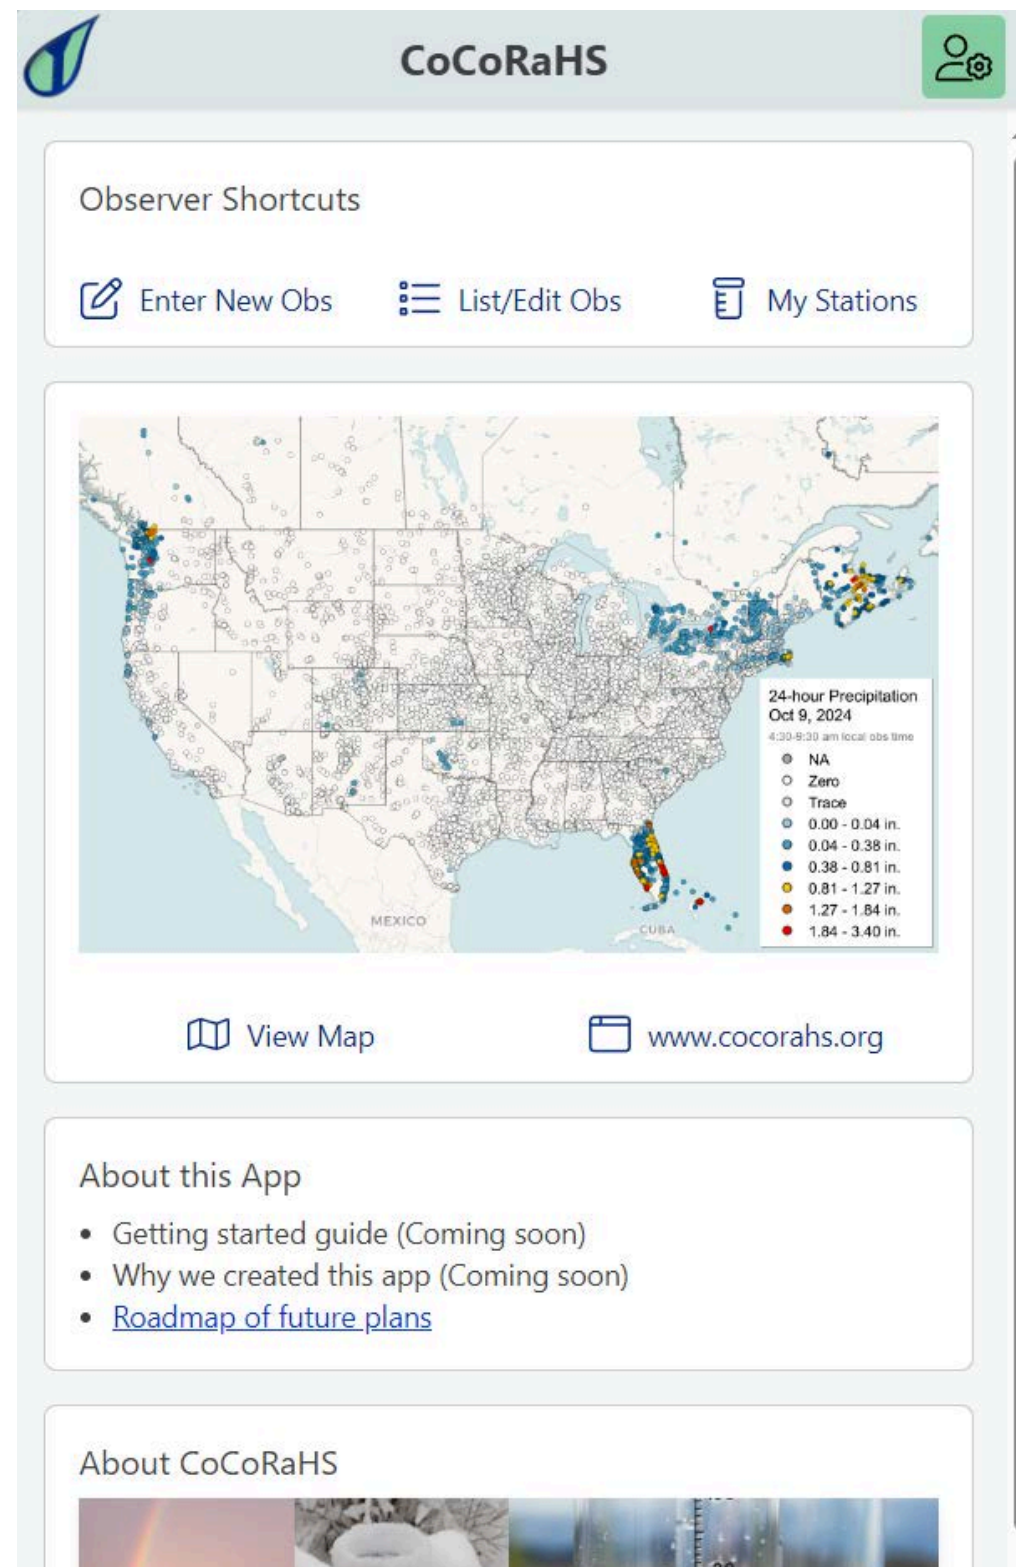 CoCoRaHS
Observer Shortcuts
Enter New Obs
List/Edit Obs
My Stations
24-hour Precipitation
Oct 9, 2024
4:30-9:30 am local obs time
NA
Zero
Trace
0.00 - 0.04 in.
0.04 - 0.38 in.
0.38 - 0.81 in.
0.81 - 1.27 in.
1.27 - 1.84 in.
1.84 - 3.40 in.
MEXICO
CUBA
View Map
www.cocorahs.org
About this App
• Getting started guide (Coming soon)
• Why we created this app (Coming soon)
• Roadmap of future plans
About CoCoRaHS